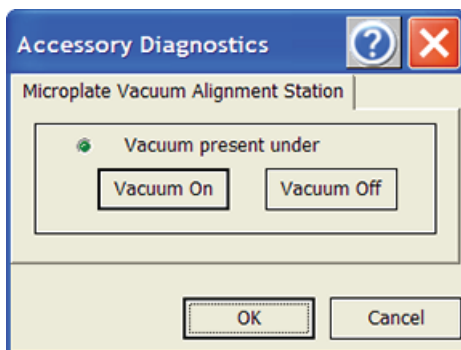 Accessory Diagnostics
Microplate Vacuum Alignment Station
Vacuum present under
Vacuum On Vacuum Off
OK Cancel